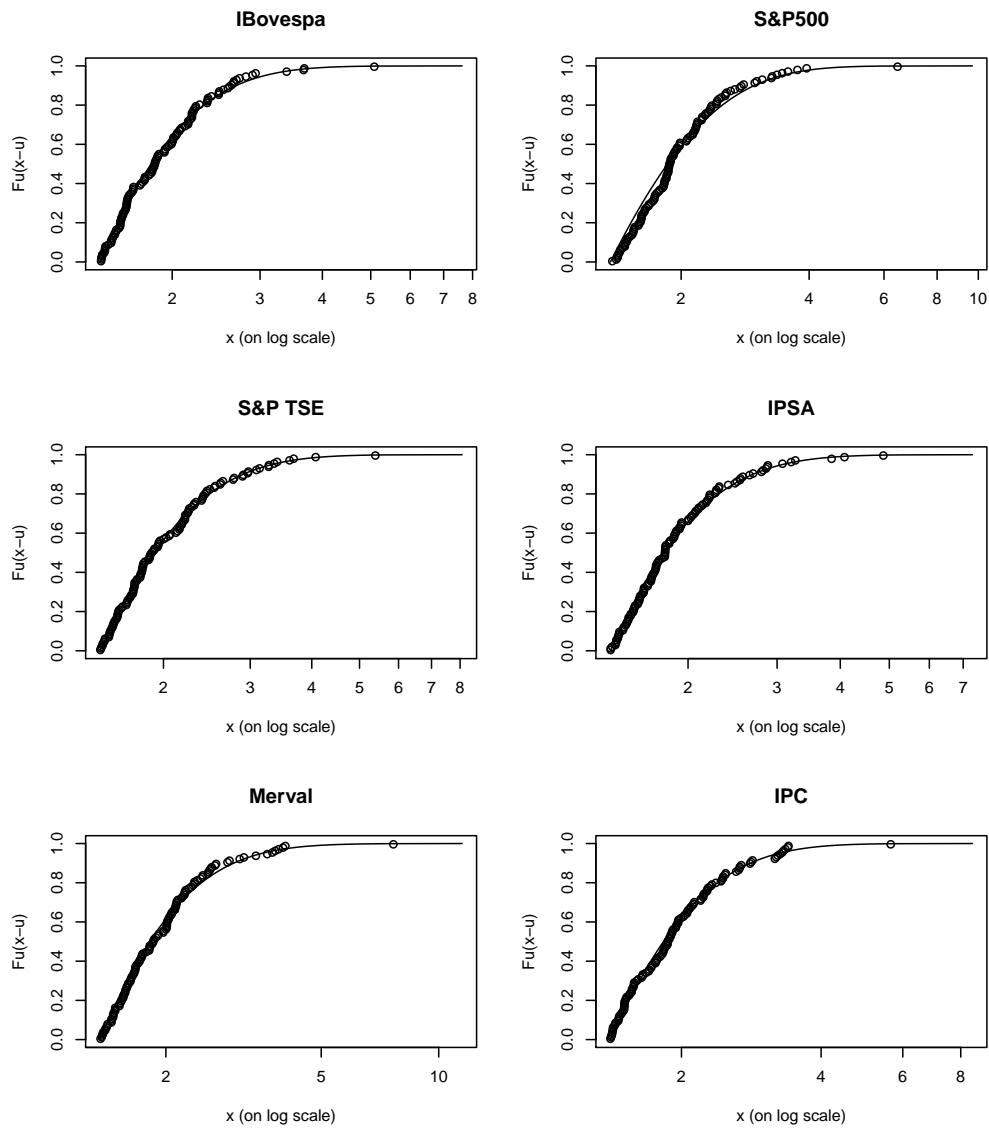 IBovespa
Fu(x−u)
0.0 0.2 0.4 0.6 0.8 1.0
2 3 4 5 6 7 8
x (on log scale)
S&P500
Fu(x−u)
0.0 0.2 0.4 0.6 0.8 1.0
2 4 6 8 10
x (on log scale)
S&P TSE
Fu(x−u)
0.0 0.2 0.4 0.6 0.8 1.0
2 3 4 5 6 7 8
x (on log scale)
IPSA
Fu(x−u)
0.0 0.2 0.4 0.6 0.8 1.0
2 3 4 5 6 7
x (on log scale)
Merval
Fu(x−u)
0.0 0.2 0.4 0.6 0.8 1.0
2 5 10
x (on log scale)
IPC
Fu(x−u)
0.0 0.2 0.4 0.6 0.8 1.0
2 4 6 8
x (on log scale)